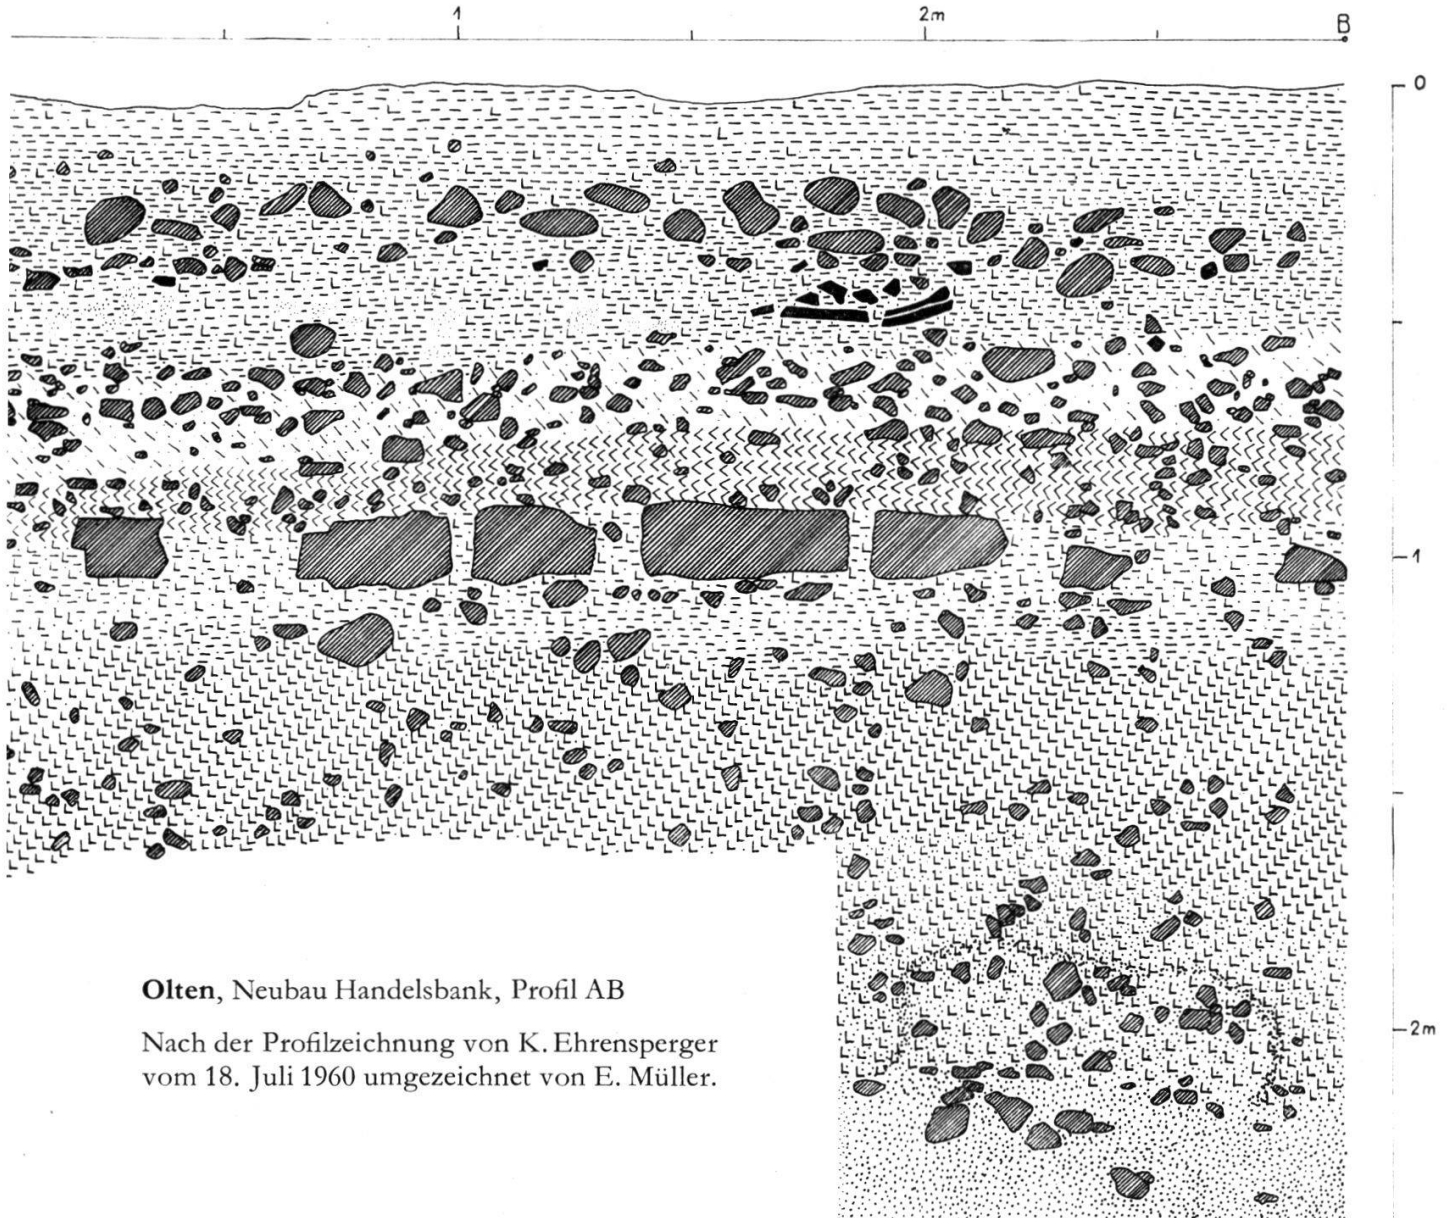 1
2m
B
0
1
2m
Olten, Neubau Handelsbank, Profil AB
Nach der Profilzeichnung von K. Ehrensperger
vom 18. Juli 1960 umgezeichnet von E. Müller.